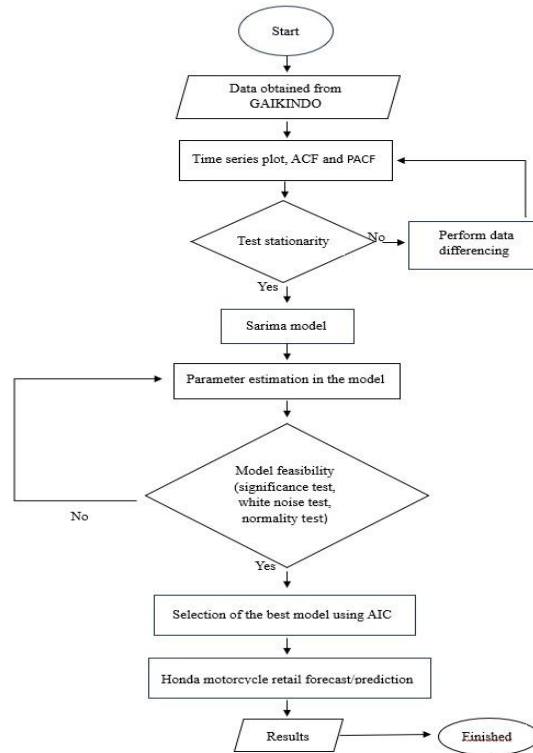 Start
Data obtained from
GAIKINDO
Time series plot, ACF and PACF
Test stationarity
No
Perform data
differencing
Yes
Sarima model
Parameter estimation in the model
Model feasibility
(significance test,
white noise test,
normality test)
No
Yes
Selection of the best model using AIC
Honda motorcycle retail forecast/prediction
Results
Finished